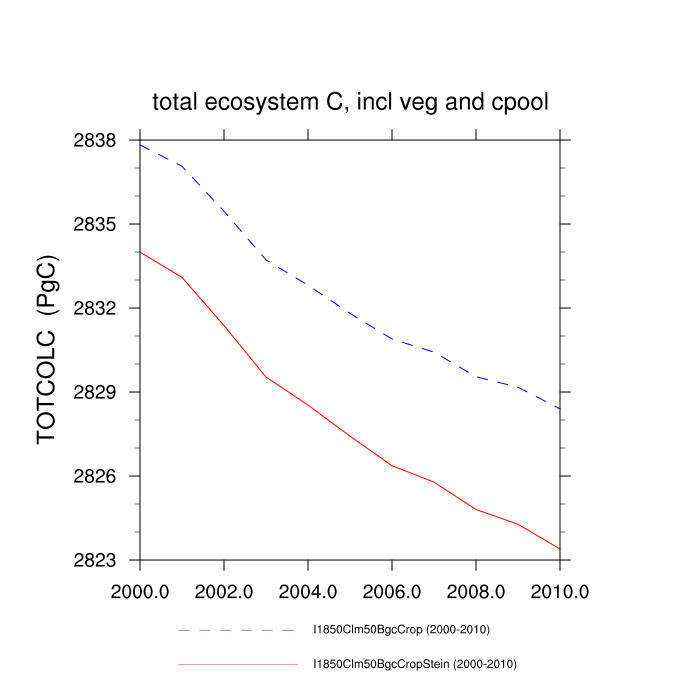 total ecosystem C, incl veg and cpool
TOTCOLC (PgC)
2838
2835
2832
2829
2826
2823
2000.0 2002.0 2004.0 2006.0 2008.0 2010.0
I1850Clm50BgcCrop (2000-2010)
I1850Clm50BgcCropStein (2000-2010)